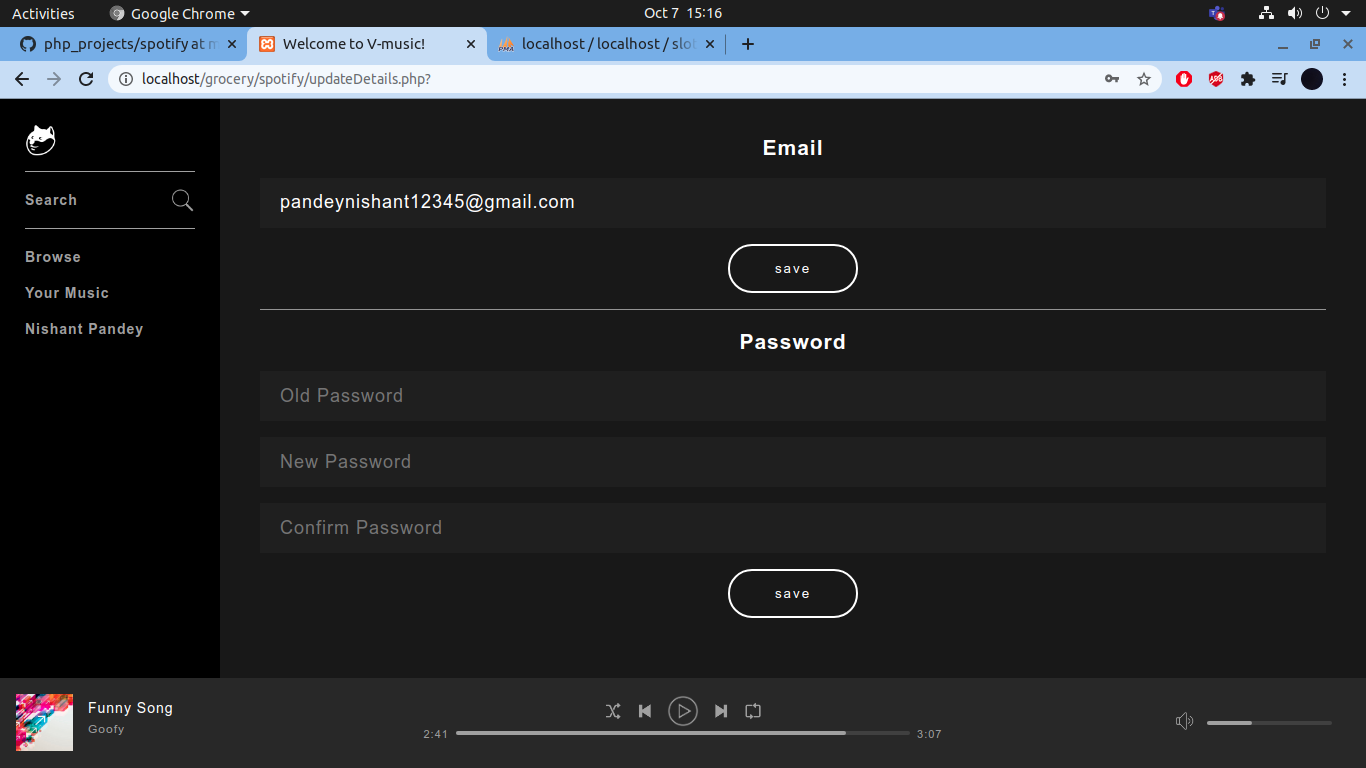 Activities
Google Chrome
Oct 7 15:16
php_projects/spotify at m
Welcome to V-music!
localhost / localhost / slo
localhost/grocery/spotify/updateDetails.php?
Search
Browse
Your Music
Nishant Pandey
Email
pandeynishant12345@gmail.com
save
Password
Old Password
New Password
Confirm Password
save
Funny Song
Goofy
2:41
3:07